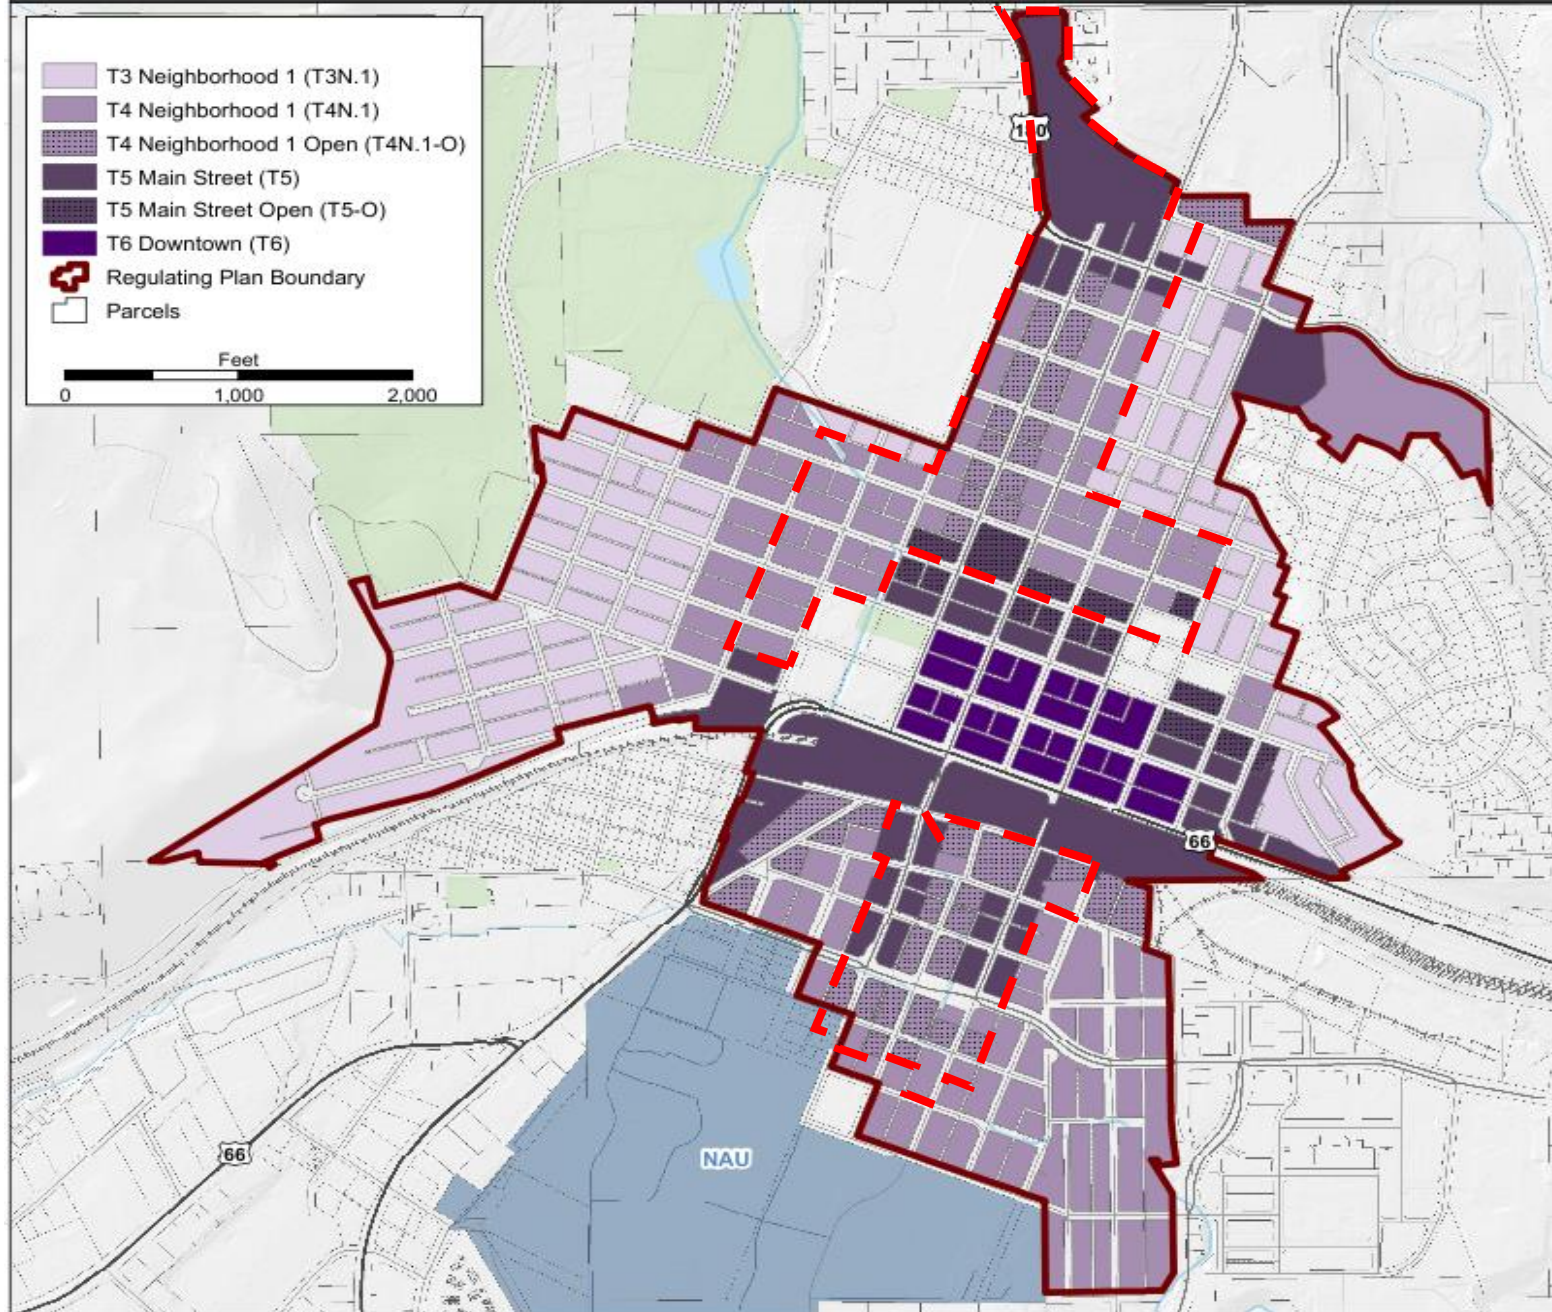 T3 Neighborhood 1 (T3N.1)
T4 Neighborhood 1 (T4N.1)
T4 Neighborhood 1 Open (T4N.1-O)
T5 Main Street (T5)
T5 Main Street Open (T5-O)
T6 Downtown (T6)
Regulating Plan Boundary
Parcels
Feet
0 1,000 2,000
66
66
NAU